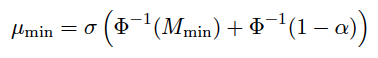 μ_min = σ (Φ⁻¹(M_min) + Φ⁻¹(1 − α))